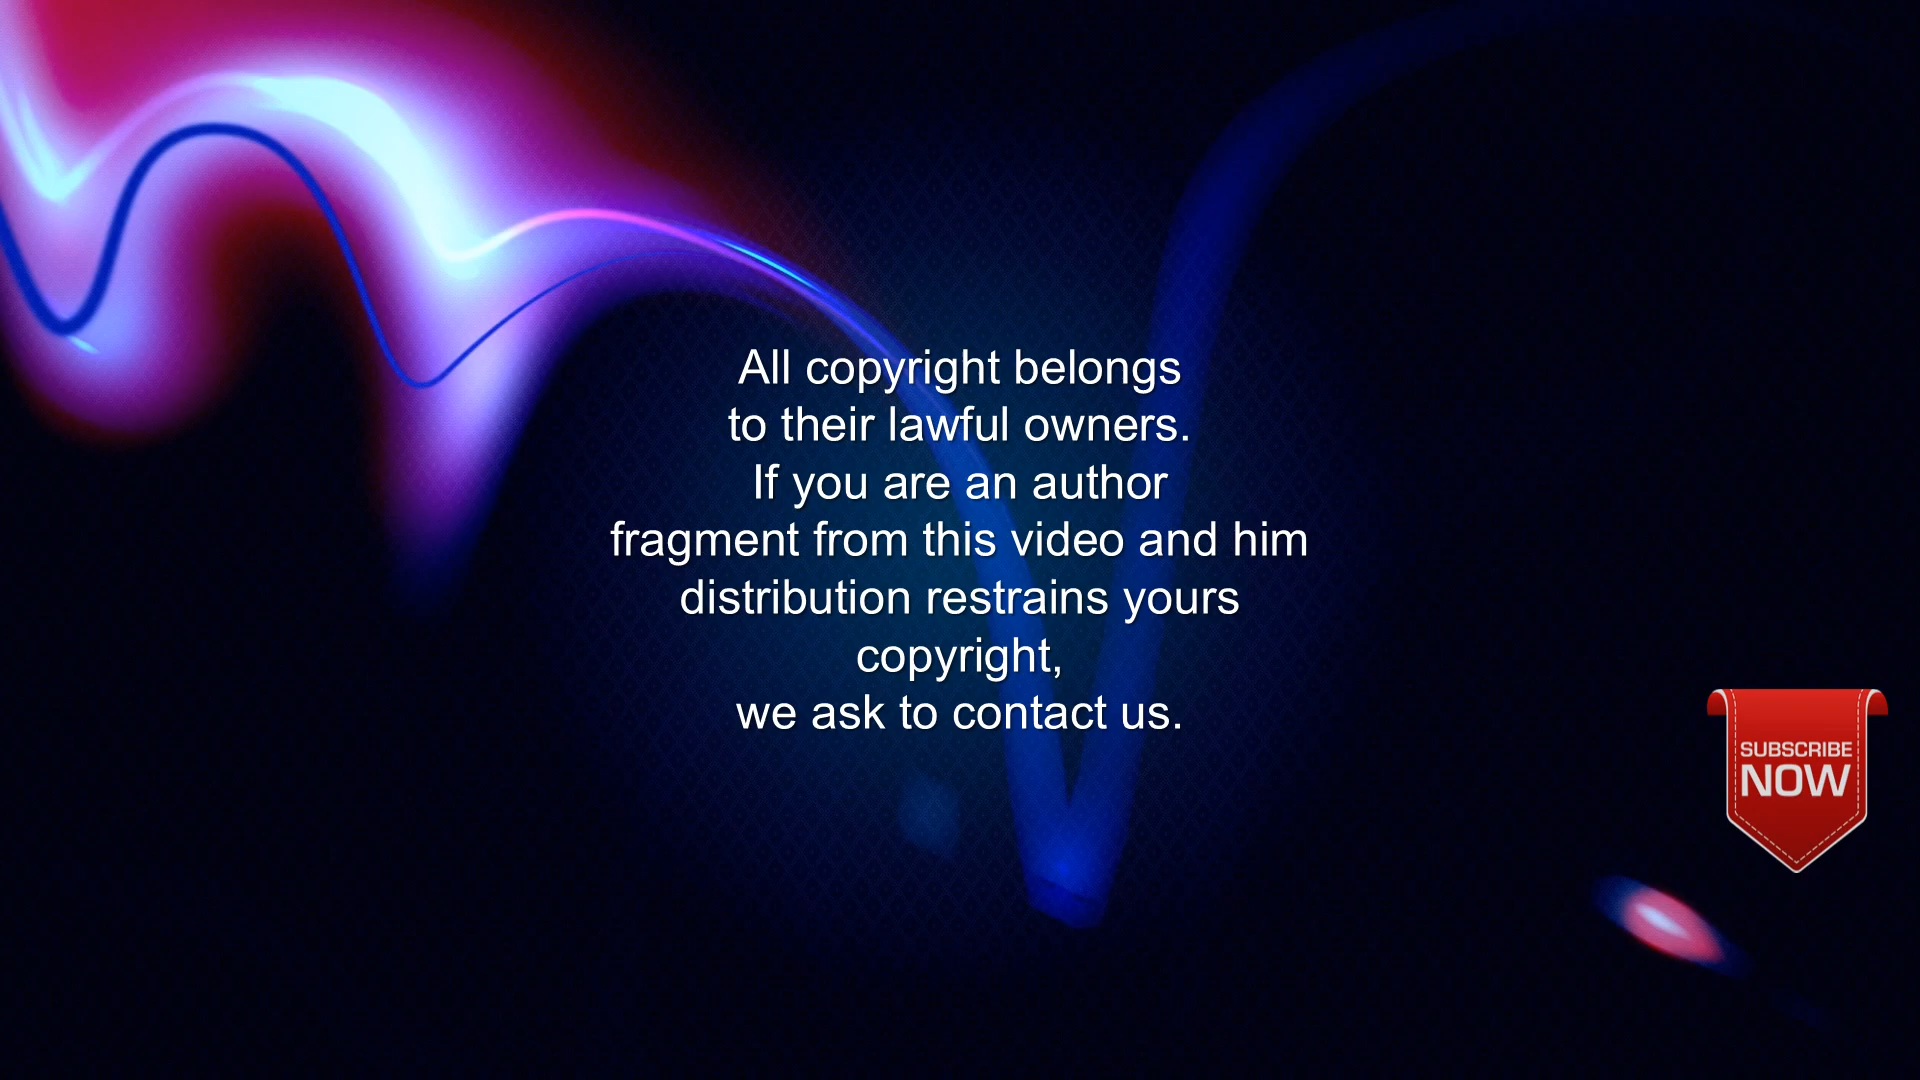 All copyright belongs
to their lawful owners.
If you are an author
fragment from this video and him
distribution restrains yours
copyright,
we ask to contact us.
SUBSCRIBE
NOW